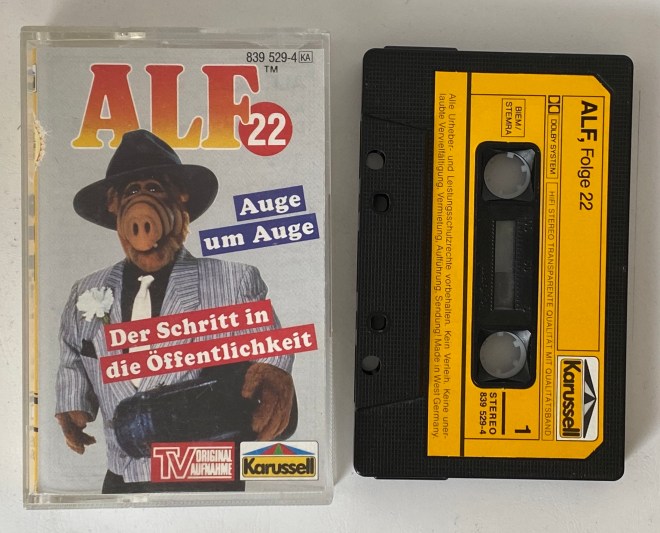 839 529-4 KA
ALF™
22
Auge
um Auge
Der Schritt in
die Öffentlichkeit
TV ORIGINAL
AUFNAHME
Karussell
ALF, Folge 22
DOLBY SYSTEM
HIFI STEREO TRANSPARENTE QUALITÄT MIT QUALITÄTSBAND
BIEM/
STEMRA
Karussell
1
STEREO
839 529-4
Alle Urheber- und Leistungsschutzrechte vorbehalten. Kein Verleih. Keine uner-
laubte Vervielfältigung, Vermietung, Aufführung, Sendung! Made in West Germany